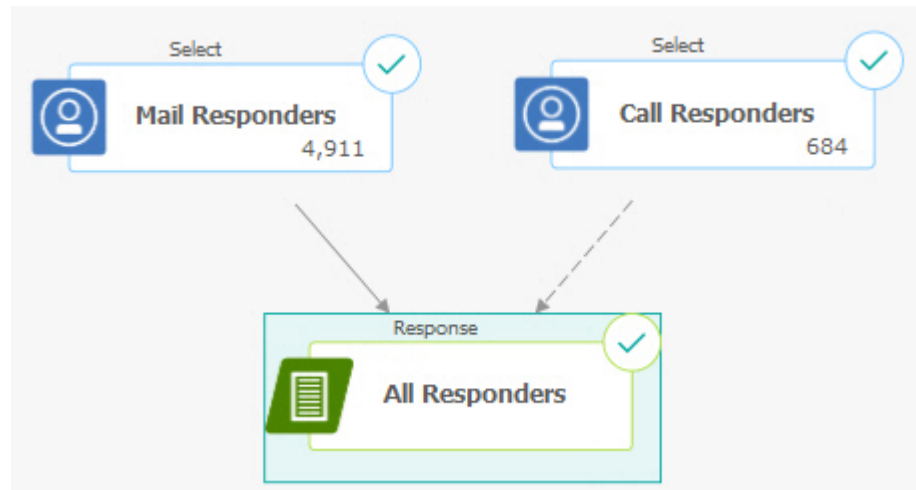 Select
Mail Responders
4,911
Select
Call Responders
684
Response
All Responders